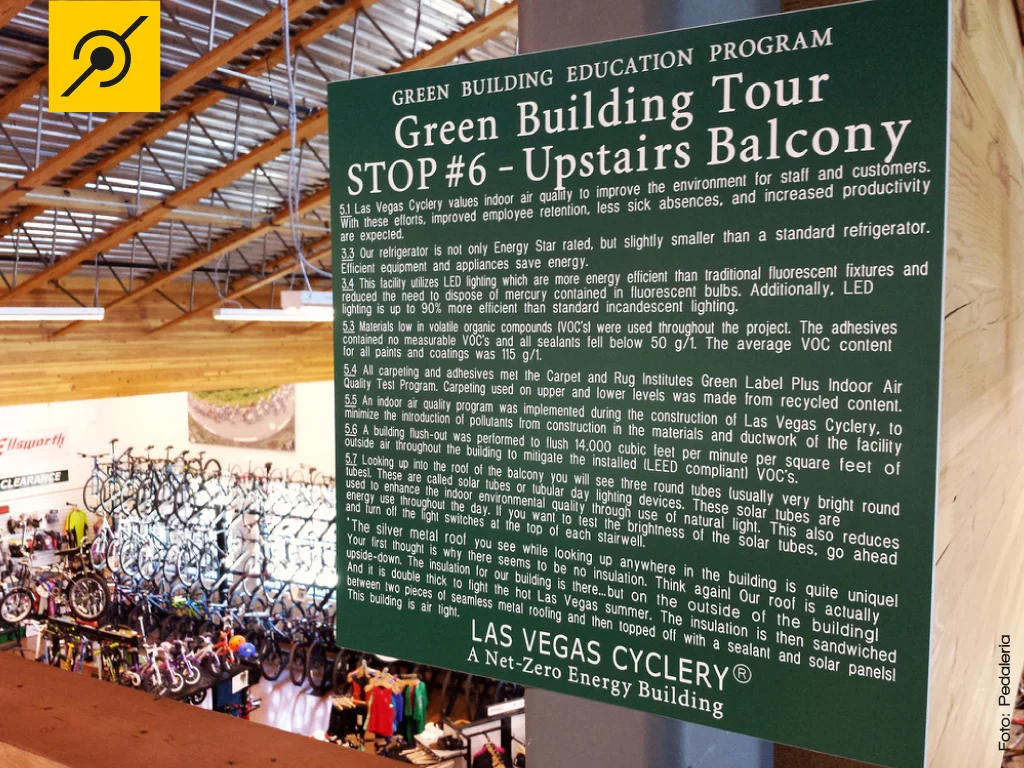 GREEN BUILDING EDUCATION PROGRAM
Green Building Tour
STOP #6 - Upstairs Balcony
5.1 Las Vegas Cyclery values indoor air quality to improve the environment for staff and customers.
With these efforts, improved employee retention, less sick absences, and increased productivity
are expected.
3.3 Our refrigerator is not only Energy Star rated, but slightly smaller than a standard refrigerator.
Efficient equipment and appliances save energy.
3.4 This facility utilizes LED lighting which are more energy efficient than traditional fluorescent fixtures and
reduced the need to dispose of mercury contained in fluorescent bulbs. Additionally, LED
lighting is up to 90% more efficient than standard incandescent lighting.
5.3 Materials low in volatile organic compounds (VOC's) were used throughout the project. The adhesives
contained no measurable VOC's and all sealants fell below 50 g/1. The average VOC content
for all paints and coatings was 115 g/1.
5.4 All carpeting and adhesives met the Carpet and Rug Institutes Green Label Plus Indoor Air
Quality Test Program. Carpeting used on upper and lower levels was made from recycled content.
5.5 An indoor air quality program was implemented during the construction of Las Vegas Cyclery, to
minimize the introduction of pollutants from construction in the materials and ductwork of the facility
5.6 A building flush-out was performed to flush 14,000 cubic feet per minute per square feet of
outside air throughout the building to mitigate the installed (LEED compliant) VOC's.
5.7 Looking up into the roof of the balcony you will see three round tubes (usually very bright round
tubes). These are called solar tubes or tubular day lighting devices. These solar tubes are
used to enhance the indoor environmental quality through use of natural light. This also reduces
energy use throughout the day. If you want to test the brightness of the solar tubes, go ahead
and turn off the light switches at the top of each stairwell.
*The silver metal roof you see while looking up anywhere in the building is quite unique!
Your first thought is why there seems to be no insulation. Think again! Our roof is actually
upside-down. The insulation for our building is there...but on the outside of the building!
And it is double thick to fight the hot Las Vegas summer. The insulation is then sandwiched
between two pieces of seamless metal roofing and then topped off with a sealant and solar panels!
This building is air tight.
LAS VEGAS CYCLERY®
A Net-Zero Energy Building
Ellsworth
CLEARANCE
Foto: Pedaleria